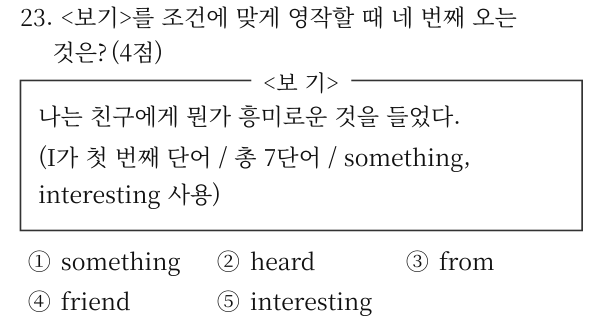 23. <보기>를 조건에 맞게 영작할 때 네 번째 오는
것은? (4점)
<보 기>
나는 친구에게 뭔가 흥미로운 것을 들었다.
(I가 첫 번째 단어 / 총 7단어 / something,
interesting 사용)
① something ② heard ③ from
④ friend ⑤ interesting